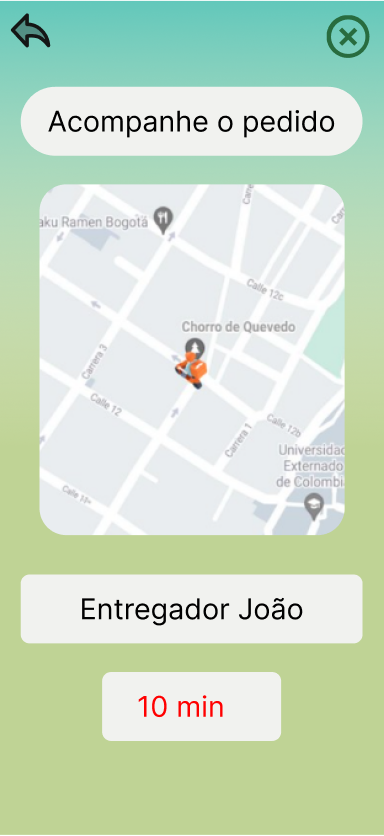 Acompanhe o pedido
aku Ramen Bogotá
Calle 12c
Chorro de Quevedo
Carrera 3
Calle 12
Calle 12b
Carrera 1
Universidad
Externado
de Colombi
Calle 11
Entregador João
10 min